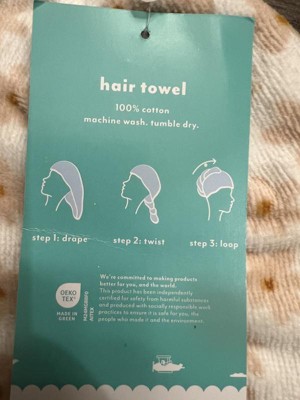 hair towel
100% cotton
machine wash. tumble dry.
step 1: drape
step 2: twist
step 3: loop
We're committed to making products
better for you, and the world.
This product has been independently
certified for safety from harmful substances
and produced with socially responsible work
practices to ensure it is safe for you, the
people who made it and the environment.
OEKO
TEX®
MADE IN
GREEN